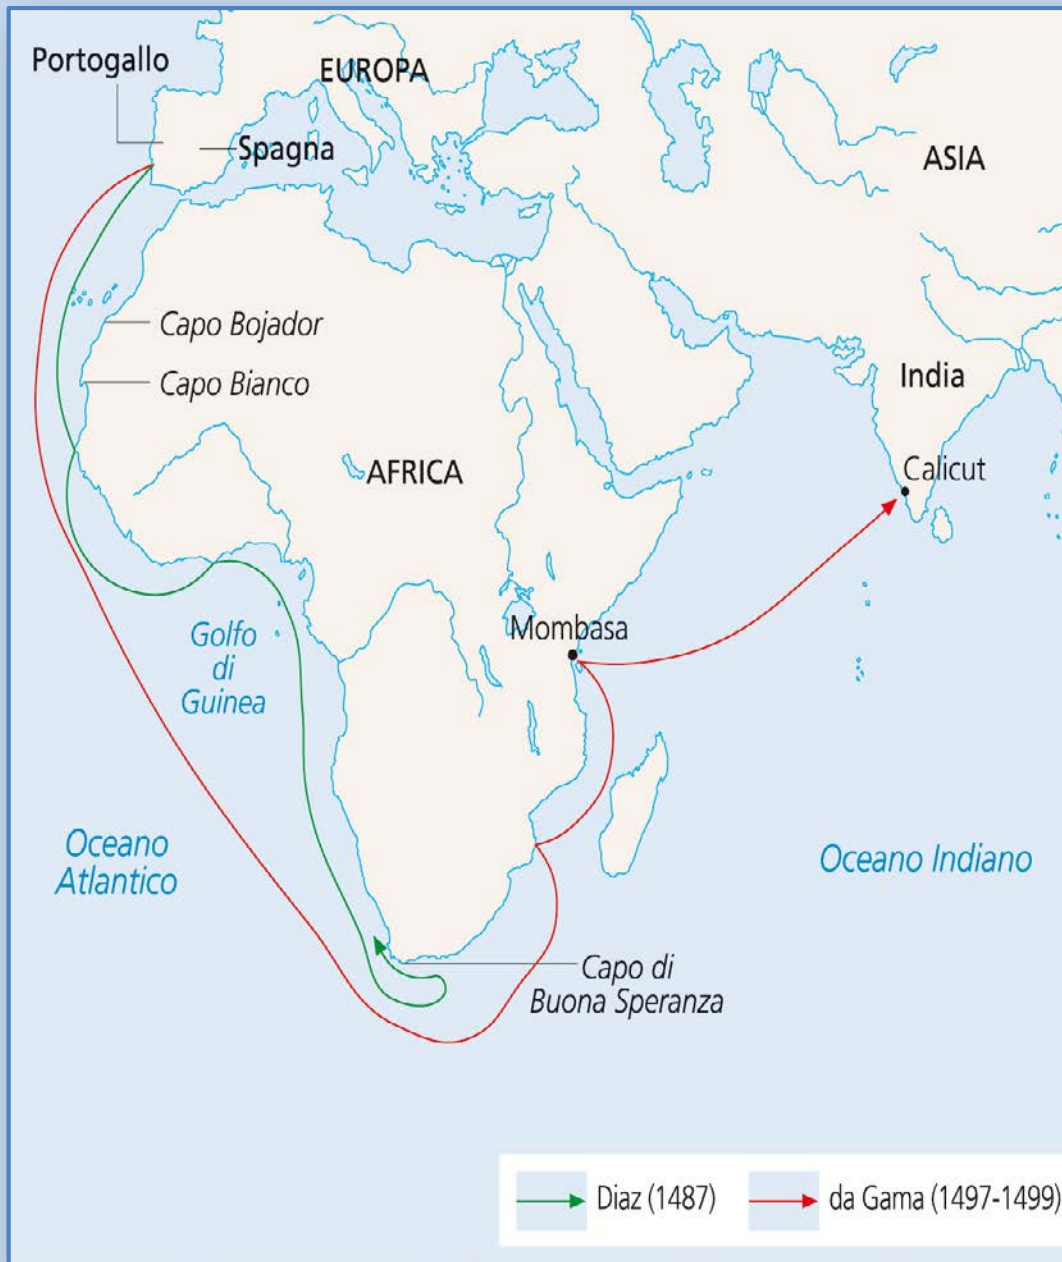 Portogallo
EUROPA
Spagna
ASIA
Capo Bojador
Capo Bianco
India
Calicut
AFRICA
Mombasa
Golfo
di
Guinea
Oceano
Atlantico
Oceano Indiano
Capo di
Buona Speranza
Diaz (1487)
da Gama (1497-1499)